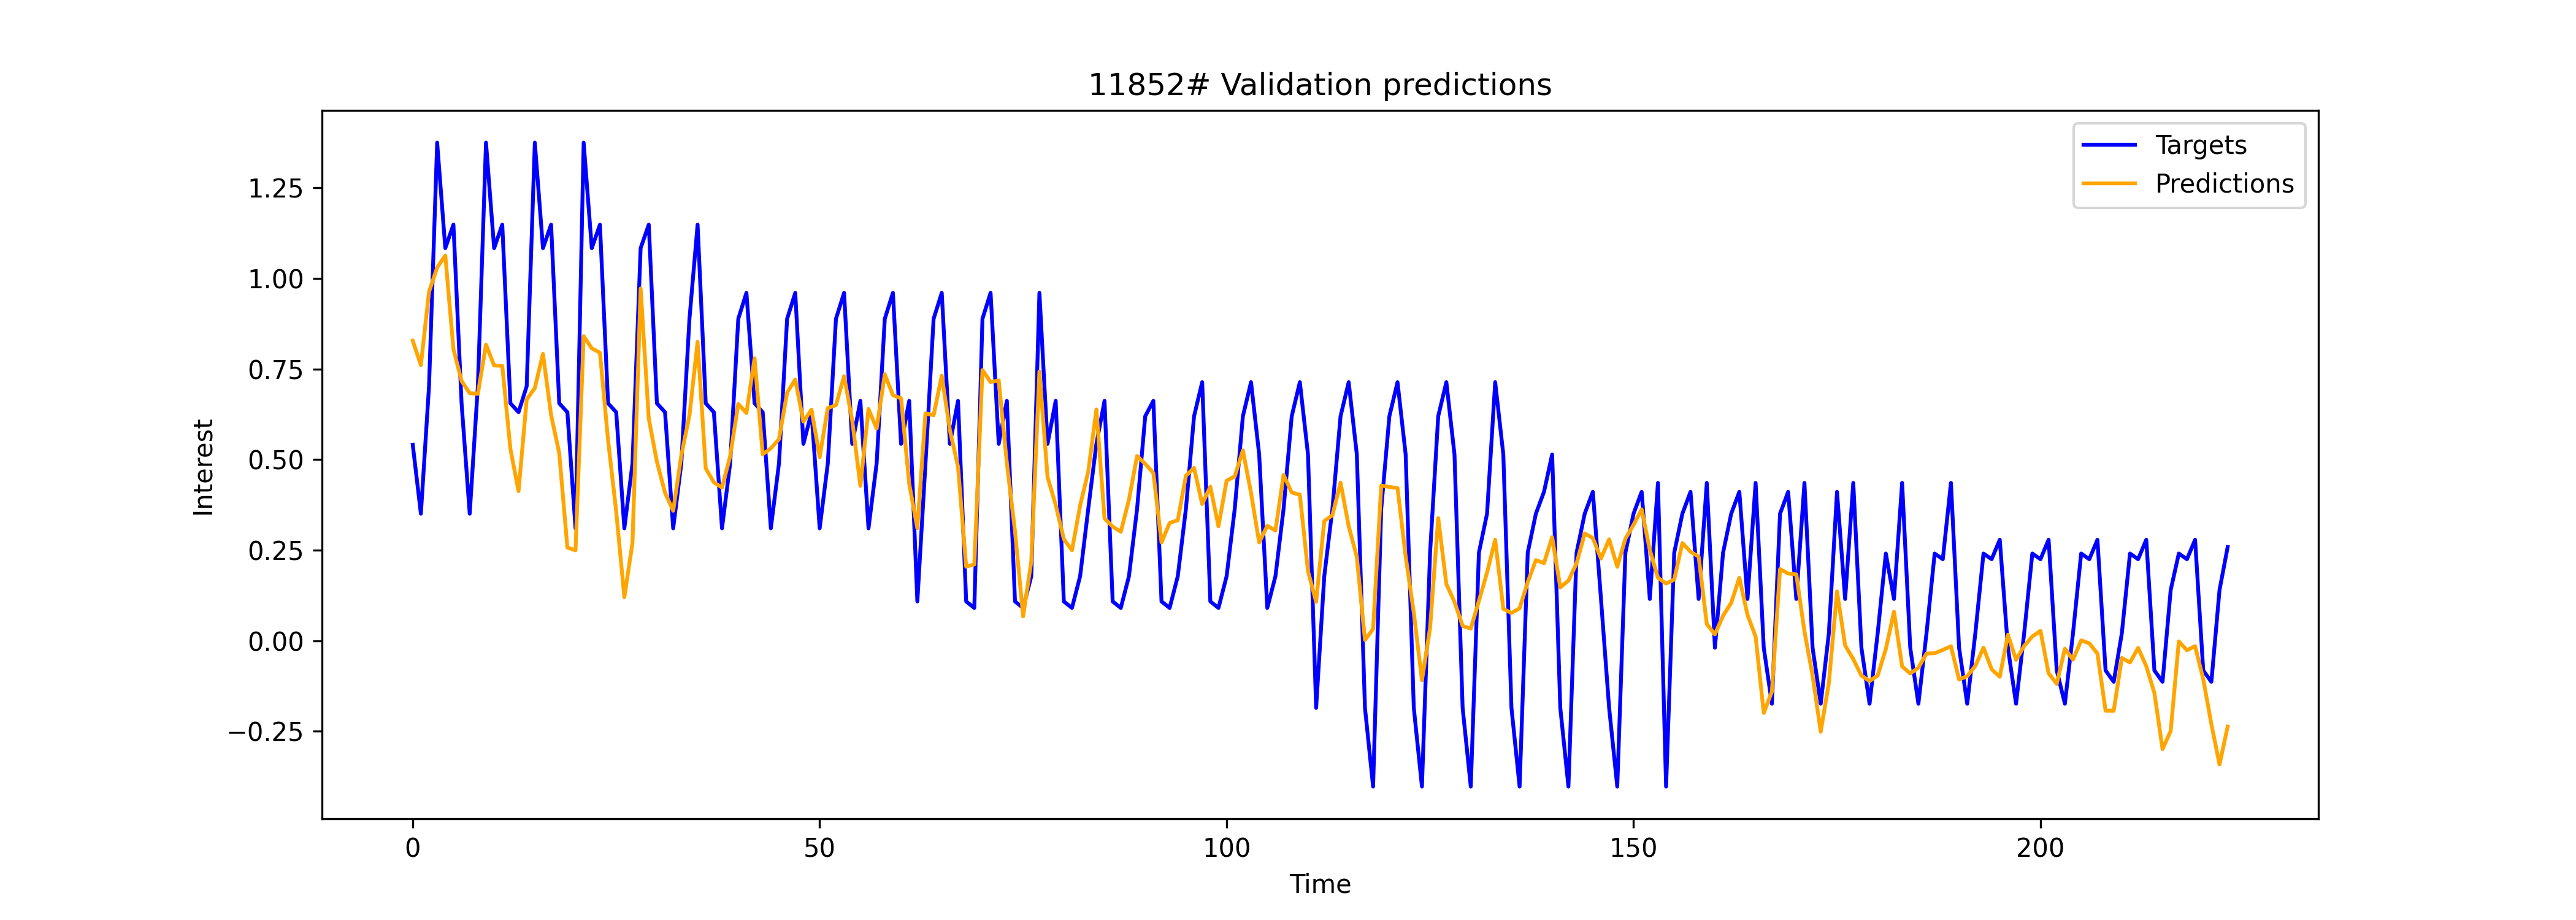 11852# Validation predictions
Targets
Predictions
1.25
1.00
0.75
0.50
0.25
0.00
−0.25
Interest
0 50 100 150 200
Time